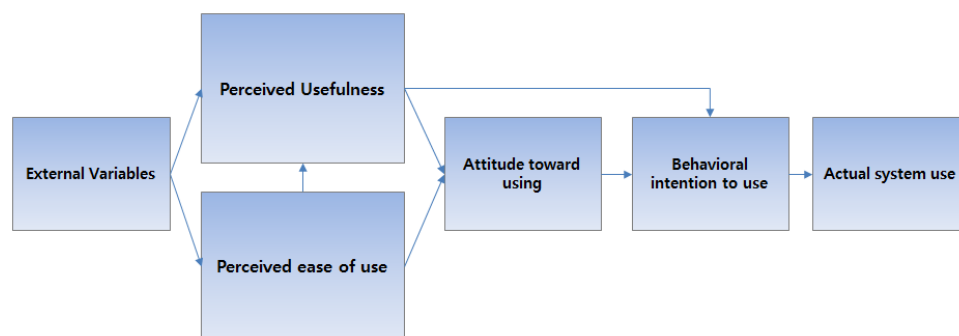 External Variables
Perceived Usefulness
Perceived ease of use
Attitude toward
using
Behavioral
intention to use
Actual system use